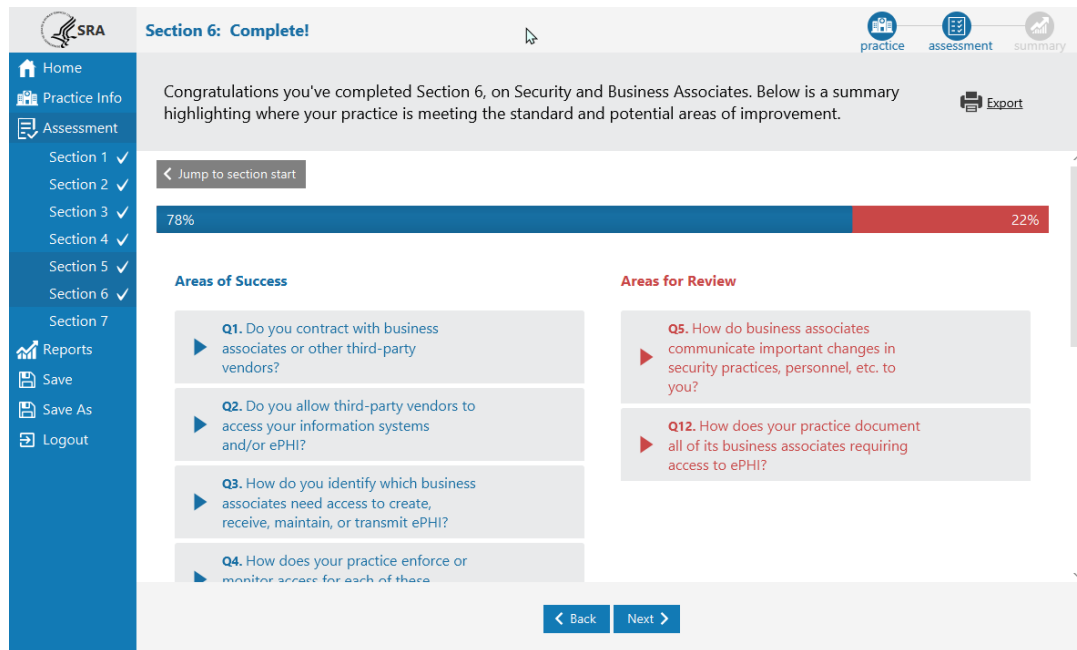 SRA
Section 6: Complete!
practice
assessment
summary
Home
Practice Info
Assessment
Section 1
Section 2
Section 3
Section 4
Section 5
Section 6
Section 7
Reports
Save
Save As
Logout
Congratulations you've completed Section 6, on Security and Business Associates. Below is a summary
highlighting where your practice is meeting the standard and potential areas of improvement.
Export
Jump to section start
78%
22%
Areas of Success
Q1. Do you contract with business
associates or other third-party
vendors?
Q2. Do you allow third-party vendors to
access your information systems
and/or ePHI?
Q3. How do you identify which business
associates need access to create,
receive, maintain, or transmit ePHI?
Q4. How does your practice enforce or
monitor access for each of these
Areas for Review
Q5. How do business associates
communicate important changes in
security practices, personnel, etc. to
you?
Q12. How does your practice document
all of its business associates requiring
access to ePHI?
Back
Next